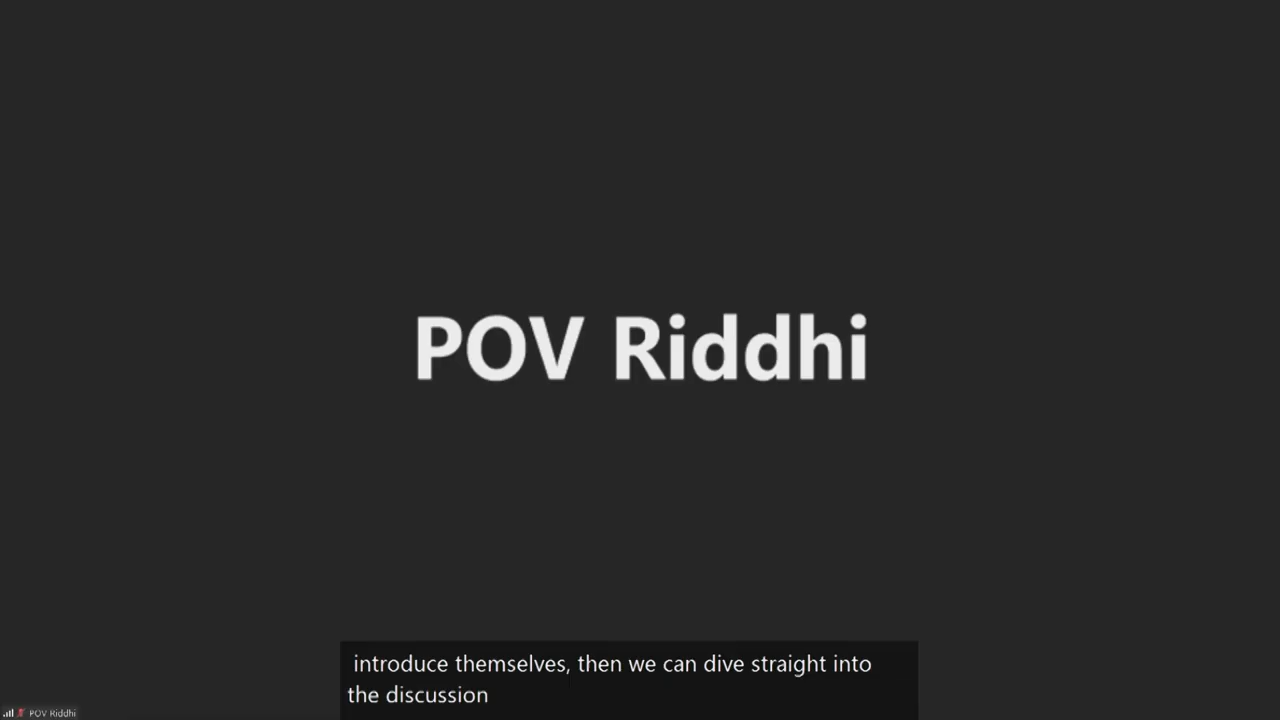 POV Riddhi
introduce themselves, then we can dive straight into
the discussion
POV Riddhi